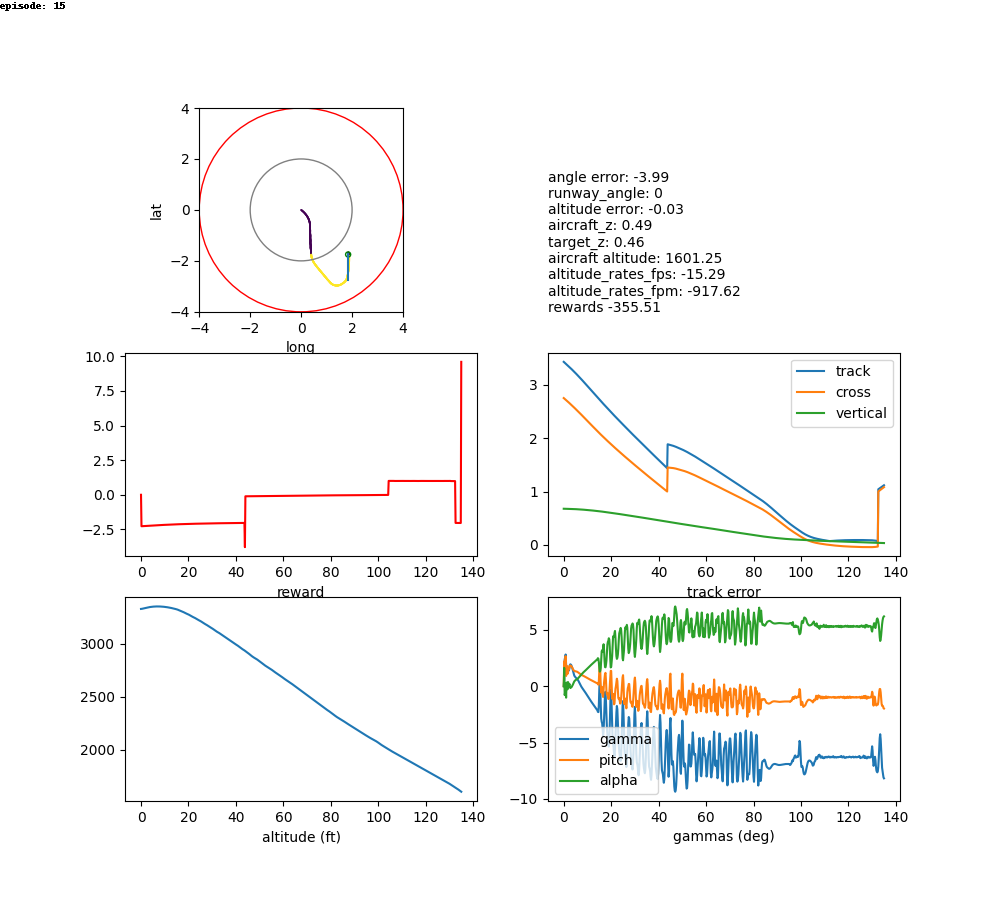 episode: 15
4
2
0
−2
−4
lat
−4 −2 0 2 4
long
angle error: -3.99
runway_angle: 0
altitude error: -0.03
aircraft_z: 0.49
target_z: 0.46
aircraft altitude: 1601.25
altitude_rates_fps: -15.29
altitude_rates_fpm: -917.62
rewards -355.51
10.0
7.5
5.0
2.5
0.0
−2.5
0 20 40 60 80 100 120 140
reward
3
2
1
0
track
cross
vertical
0 20 40 60 80 100 120 140
track error
3000
2500
2000
0 20 40 60 80 100 120 140
altitude (ft)
5
0
−5
−10
gamma
pitch
alpha
0 20 40 60 80 100 120 140
gammas (deg)